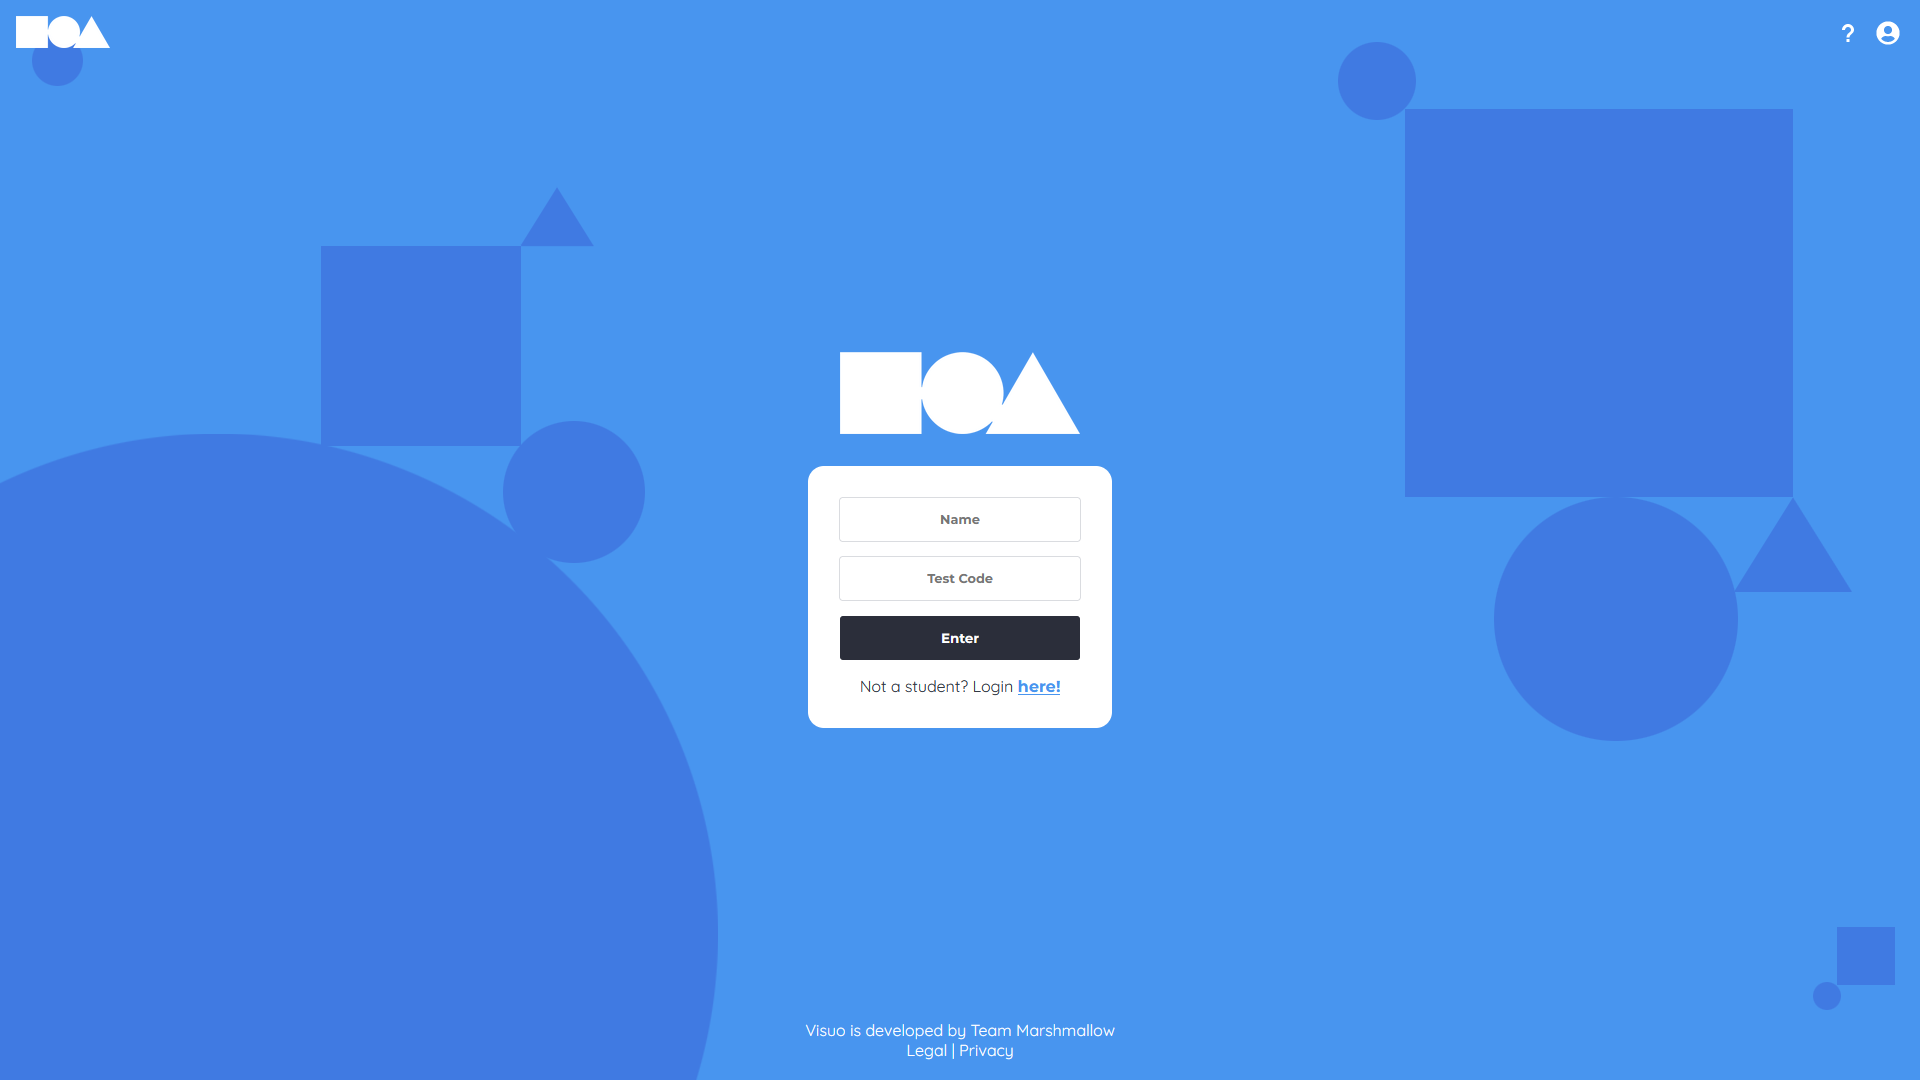 ?
Name
Test Code
Enter
Not a student? Login here!
Visuo is developed by Team Marshmallow
Legal | Privacy